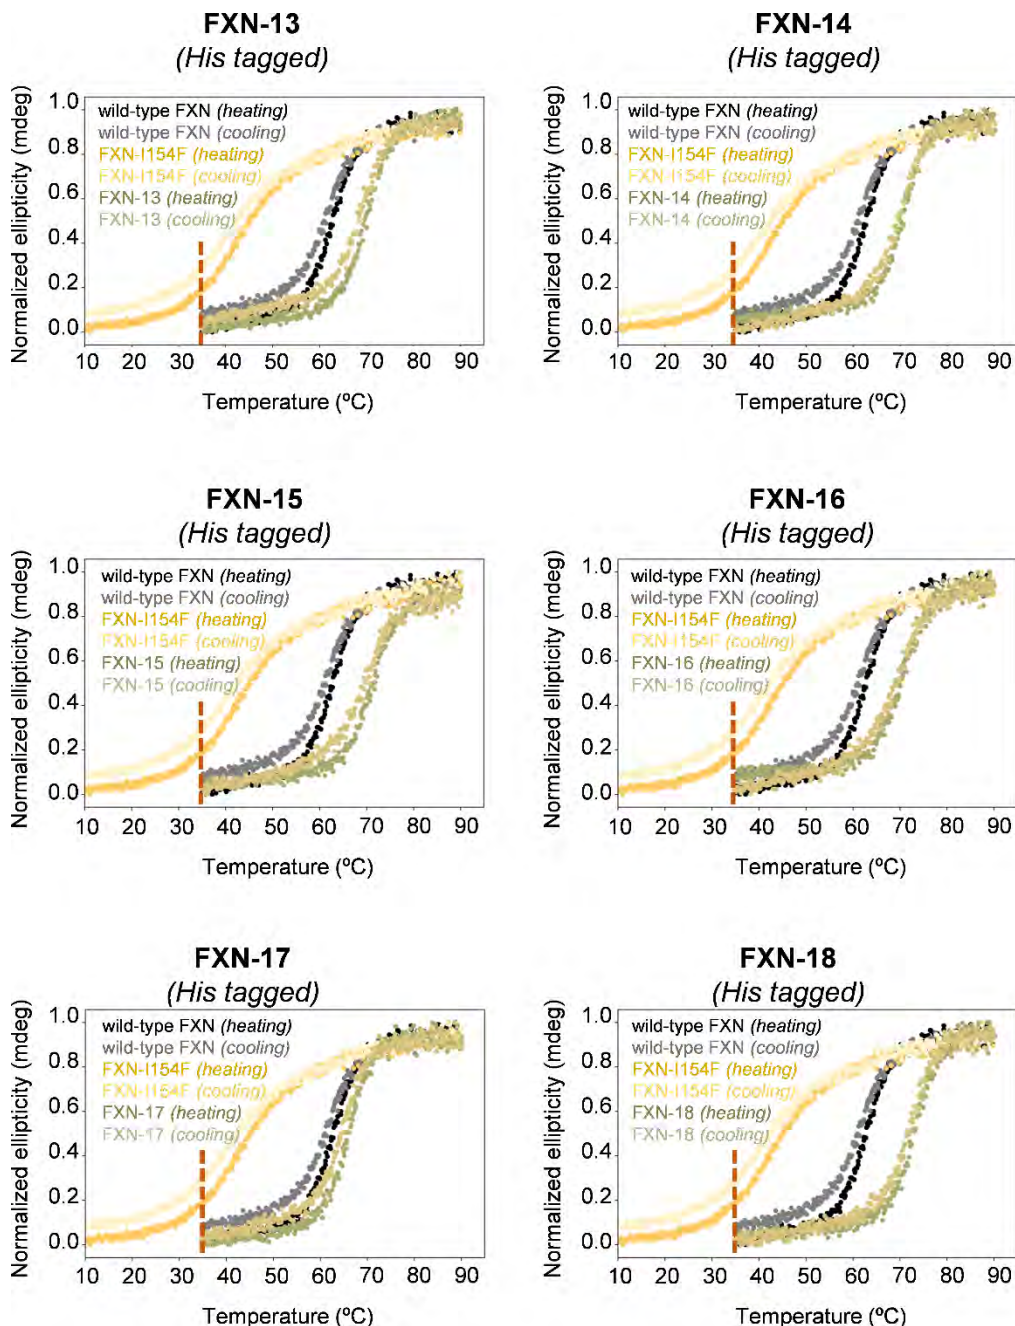 FXN-13
(His tagged)
Normalized ellipticity (mdeg)
1.0
0.8
0.6
0.4
0.2
0.0
wild-type FXN (heating)
wild-type FXN (cooling)
FXN-I154F (heating)
FXN-I154F (cooling)
FXN-13 (heating)
FXN-13 (cooling)
10 20 30 40 50 60 70 80 90
Temperature (ºC)
FXN-14
(His tagged)
Normalized ellipticity (mdeg)
1.0
0.8
0.6
0.4
0.2
0.0
wild-type FXN (heating)
wild-type FXN (cooling)
FXN-I154F (heating)
FXN-I154F (cooling)
FXN-14 (heating)
FXN-14 (cooling)
10 20 30 40 50 60 70 80 90
Temperature (ºC)
FXN-15
(His tagged)
Normalized ellipticity (mdeg)
1.0
0.8
0.6
0.4
0.2
0.0
wild-type FXN (heating)
wild-type FXN (cooling)
FXN-I154F (heating)
FXN-I154F (cooling)
FXN-15 (heating)
FXN-15 (cooling)
10 20 30 40 50 60 70 80 90
Temperature (ºC)
FXN-16
(His tagged)
Normalized ellipticity (mdeg)
1.0
0.8
0.6
0.4
0.2
0.0
wild-type FXN (heating)
wild-type FXN (cooling)
FXN-I154F (heating)
FXN-I154F (cooling)
FXN-16 (heating)
FXN-16 (cooling)
10 20 30 40 50 60 70 80 90
Temperature (ºC)
FXN-17
(His tagged)
Normalized ellipticity (mdeg)
1.0
0.8
0.6
0.4
0.2
0.0
wild-type FXN (heating)
wild-type FXN (cooling)
FXN-I154F (heating)
FXN-I154F (cooling)
FXN-17 (heating)
FXN-17 (cooling)
10 20 30 40 50 60 70 80 90
Temperature (ºC)
FXN-18
(His tagged)
Normalized ellipticity (mdeg)
1.0
0.8
0.6
0.4
0.2
0.0
wild-type FXN (heating)
wild-type FXN (cooling)
FXN-I154F (heating)
FXN-I154F (cooling)
FXN-18 (heating)
FXN-18 (cooling)
10 20 30 40 50 60 70 80 90
Temperature (ºC)